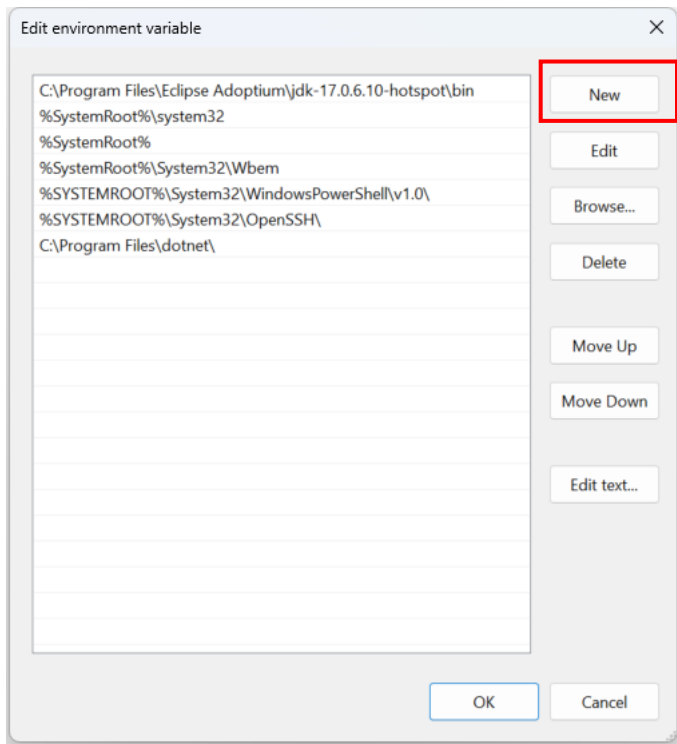 Edit environment variable
C:\Program Files\Eclipse Adoptium\jdk-17.0.6.10-hotspot\bin
%SystemRoot%\system32
%SystemRoot%
%SystemRoot%\System32\Wbem
%SYSTEMROOT%\System32\WindowsPowerShell\v1.0\
%SYSTEMROOT%\System32\OpenSSH\
C:\Program Files\dotnet\
New
Edit
Browse...
Delete
Move Up
Move Down
Edit text...
OK
Cancel